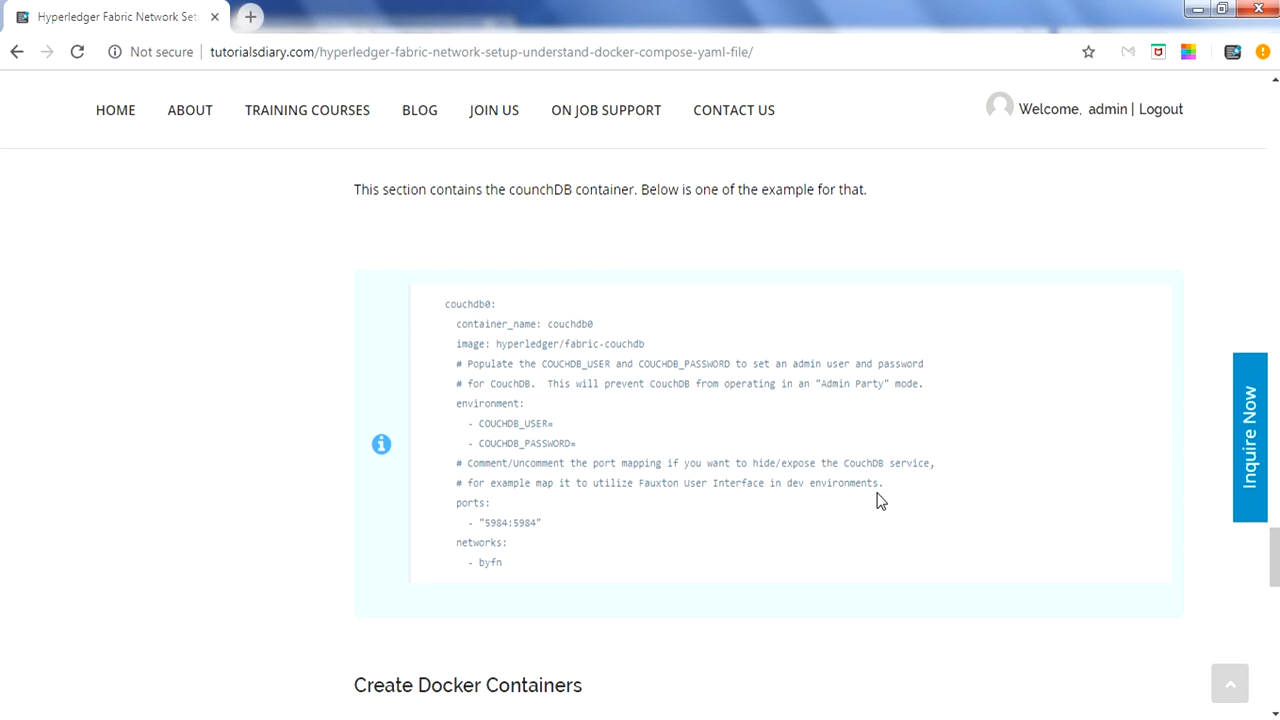 Hyperledger Fabric Network Set
Not secure
tutorialsdiary.com/hyperledger-fabric-network-setup-understand-docker-compose-yaml-file/
HOME ABOUT TRAINING COURSES BLOG JOIN US ON JOB SUPPORT CONTACT US
Welcome, admin | Logout
This section contains the counchDB container. Below is one of the example for that.
couchdb0:
container_name: couchdb0
image: hyperledger/fabric-couchdb
# Populate the COUCHDB_USER and COUCHDB_PASSWORD to set an admin user and password
# for CouchDB.  This will prevent CouchDB from operating in an "Admin Party" mode.
environment:
- COUCHDB_USER=
- COUCHDB_PASSWORD=
# Comment/Uncomment the port mapping if you want to hide/expose the CouchDB service,
# for example map it to utilize Fauxton User Interface in dev environments.
ports:
- "5984:5984"
networks:
- byfn
Inquire Now
Create Docker Containers